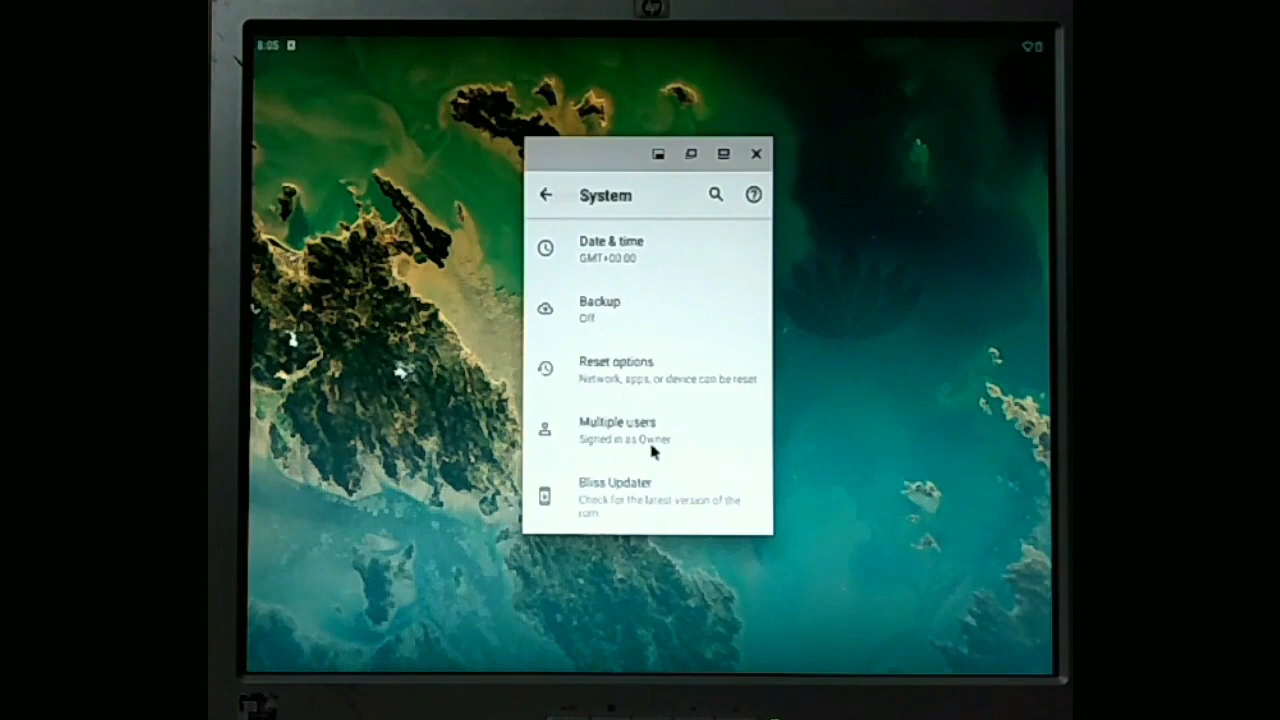 hp
8:05
System
Date & time
GMT+00:00
Backup
Off
Reset options
Network, apps, or device can be reset
Multiple users
Signed in as Owner
Bliss Updater
Check for the latest version of the
rom